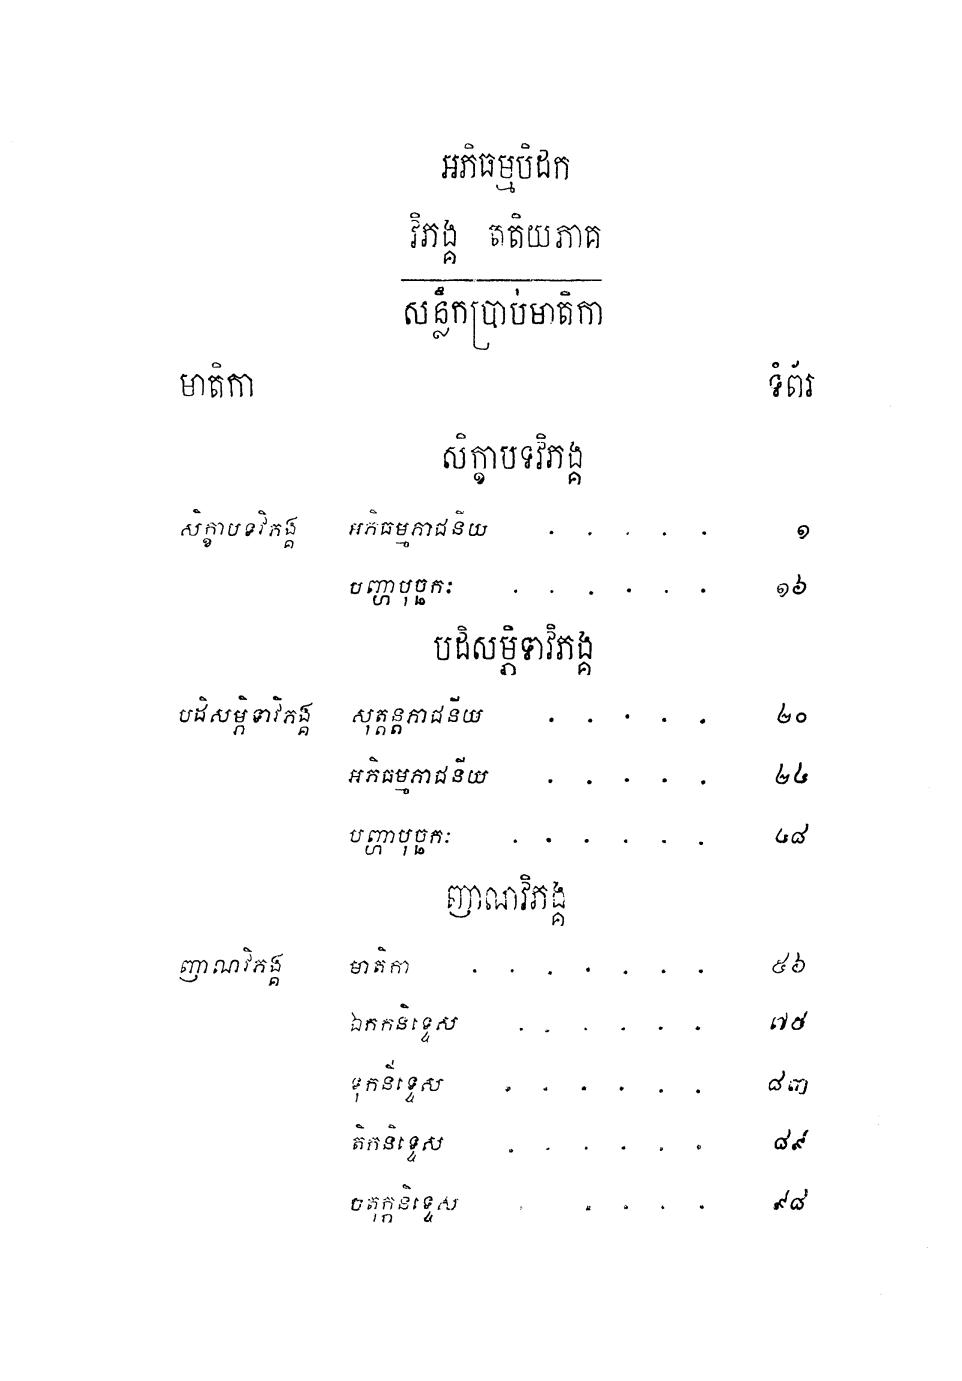 អភិធម្មបិដក
វិភង្គ តតិយភាគ
សន្លឹកប្រាប់មាតិកា
មាតិកា ទំព័រ
សិក្ខាបទវិភង្គ
សិក្ខាបទវិភង្គ អភិធម្មភាជនីយ . . . . . ១
បញ្ហាបុច្ឆកៈ . . . . . . ១៦
បដិសម្ភិទាវិភង្គ
បដិសម្ភិទាវិភង្គ សុត្តន្តភាជនីយ . . . . . ២០
អភិធម្មភាជនីយ . . . . . ២៤
បញ្ហាបុច្ឆកៈ . . . . . . ៤៨
ញាណវិភង្គ
ញាណវិភង្គ មាតិកា . . . . . . . ៥៦
ឯកកនិទ្ទេស . . . . . . ៧៥
ទុកនិទ្ទេស . . . . . . ៨៣
តិកនិទ្ទេស . . . . . . ៨៩
ចតុក្កនិទ្ទេស . . . . . ៩៨